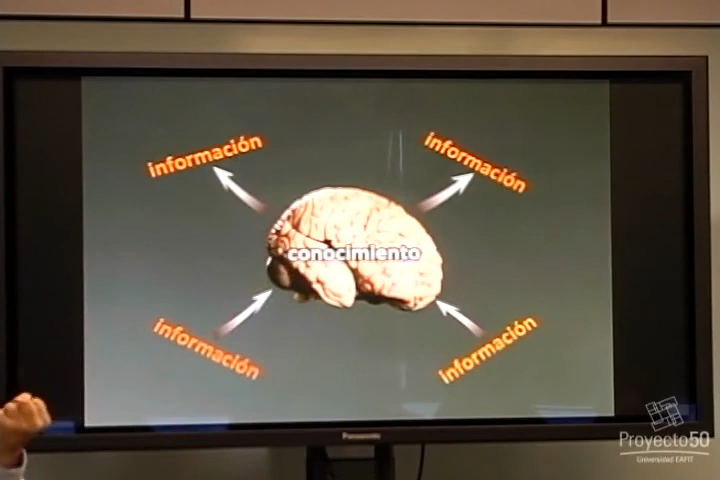 información
información
conocimiento
información
información
Panasonic
Proyecto50
Universidad EAFIT